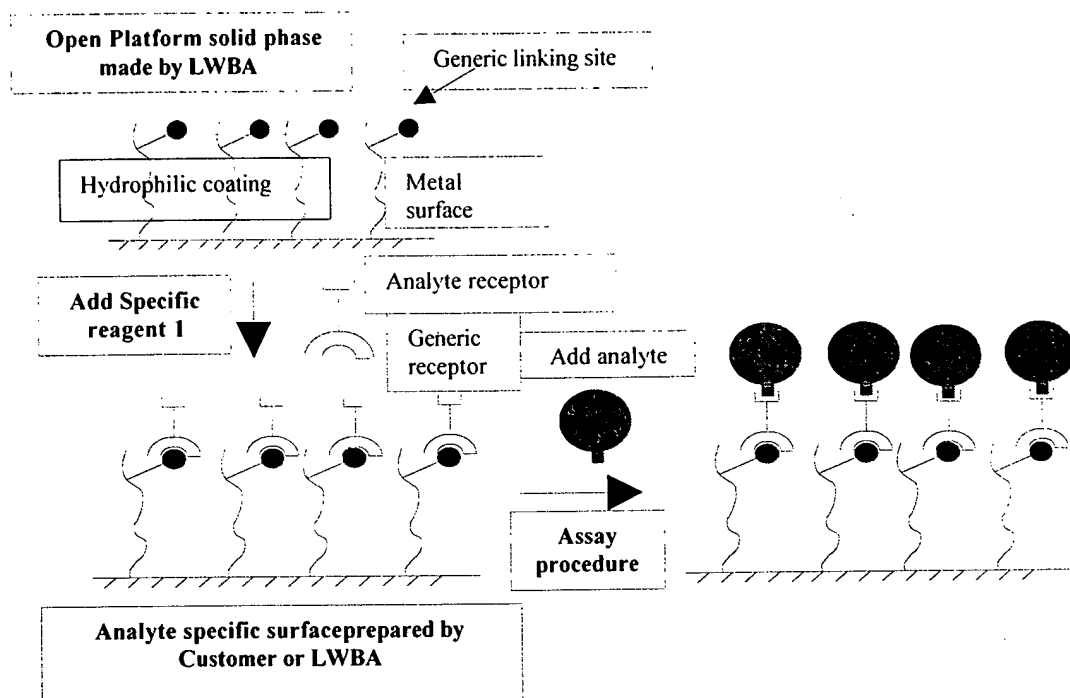 Open Platform solid phase
made by LWBA
Generic linking site
Hydrophilic coating
Metal
surface
Add Specific
reagent 1
Analyte receptor
Generic
receptor
Add analyte
Assay
procedure
Analyte specific surfaceprepared by
Customer or LWBA